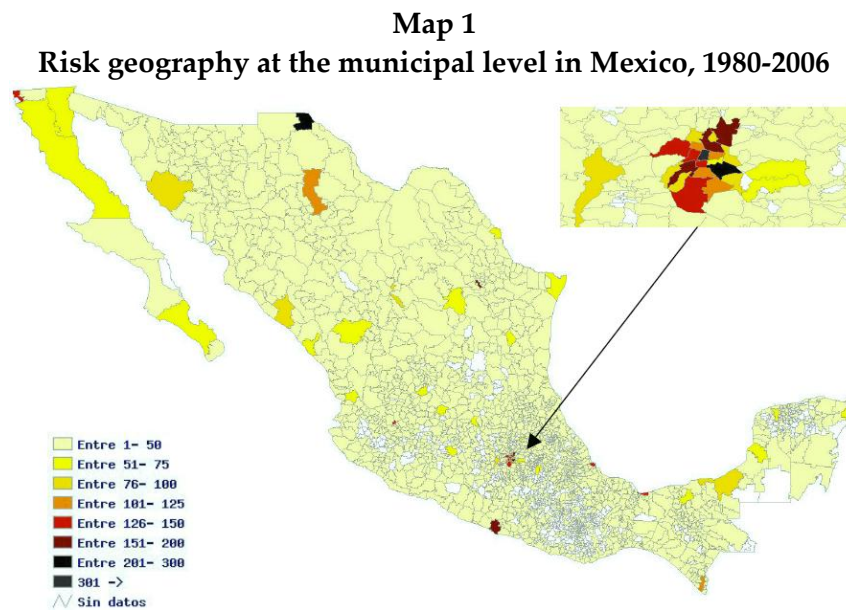 Map 1
Risk geography at the municipal level in Mexico, 1980-2006
Entre 1- 50
Entre 51- 75
Entre 76- 100
Entre 101- 125
Entre 126- 150
Entre 151- 200
Entre 201- 300
301 ->
Sin datos